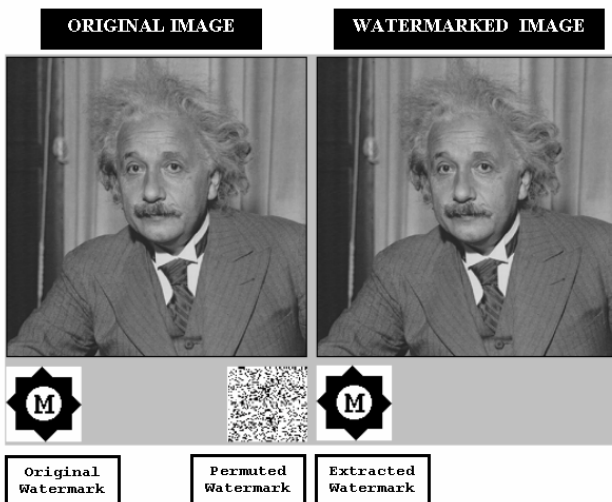 ORIGINAL IMAGE
WATERMARKED IMAGE
M
M
Original
Watermark
Permuted
Watermark
Extracted
Watermark